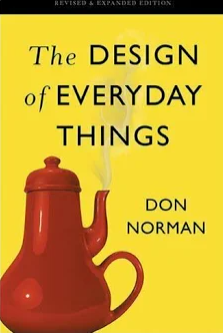 REVISED & EXPANDED EDITION
The DESIGN
of EVERYDAY
THINGS
DON
NORMAN